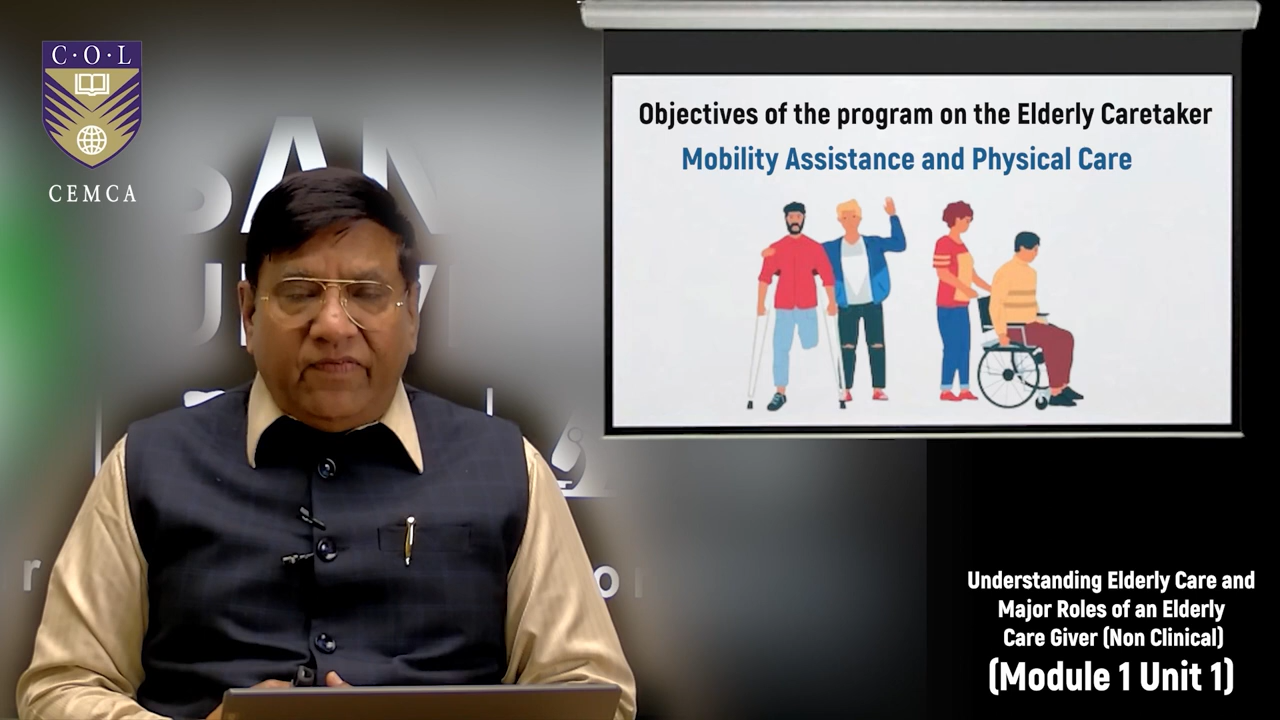 C·O·L
CEMCA
Objectives of the program on the Elderly Caretaker
Mobility Assistance and Physical Care
Understanding Elderly Care and
Major Roles of an Elderly
Care Giver (Non Clinical)
(Module 1 Unit 1)